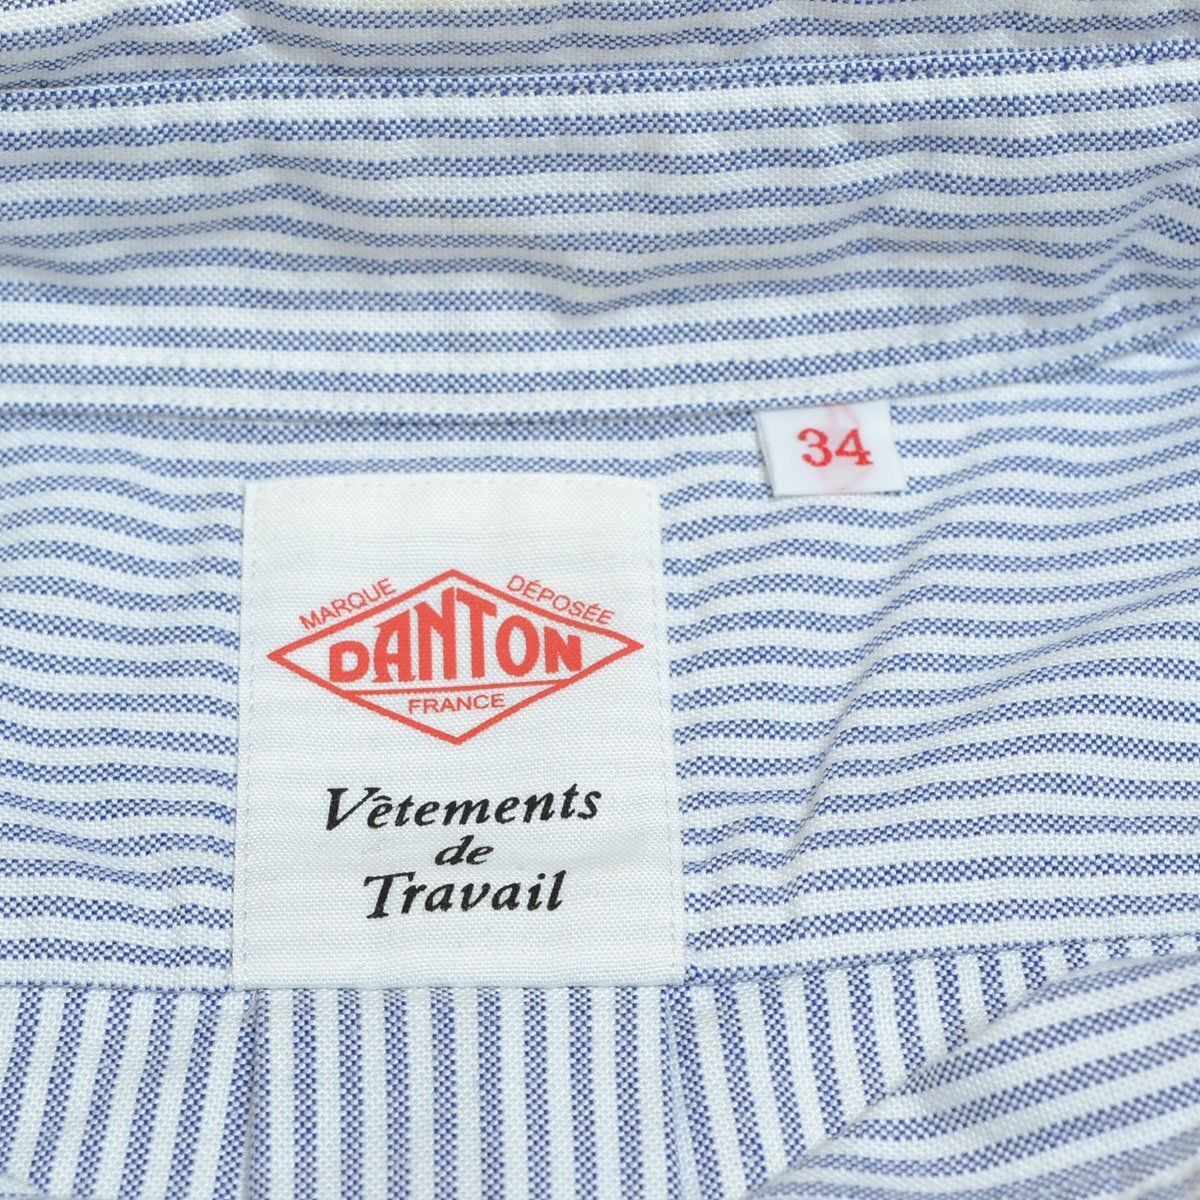 34
MARQUE DÉPOSÉE
DANTON
FRANCE
Vêtements
de
Travail